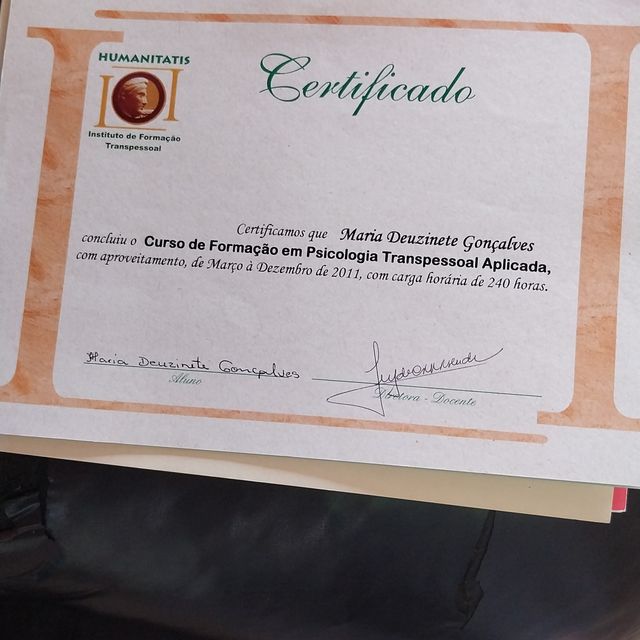 HUMANITATIS
Instituto de Formação
Transpessoal
Certificado
Certificamos que Maria Deuzinete Gonçalves
concluiu o Curso de Formação em Psicologia Transpessoal Aplicada,
com aproveitamento, de Março à Dezembro de 2011, com carga horária de 240 horas.
Maria Deuzinete Gonçalves
Aluno
Diretora - Docente